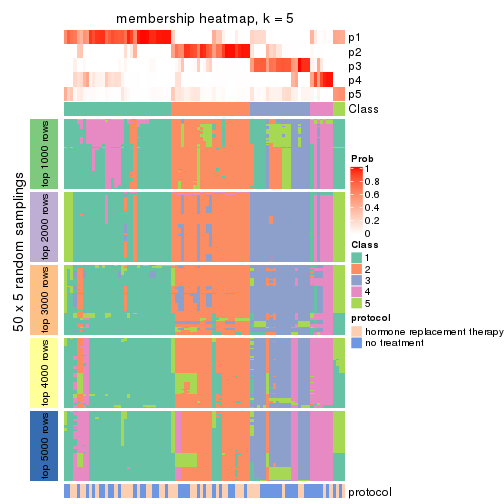 membership heatmap, k = 5
p1
p2
p3
p4
p5
Class
50 x 5 random samplings
top 1000 rows
top 2000 rows
top 3000 rows
top 4000 rows
top 5000 rows
protocol
Prob
1
0.8
0.6
0.4
0.2
0
Class
1
2
3
4
5
protocol
hormone replacement therapy
no treatment